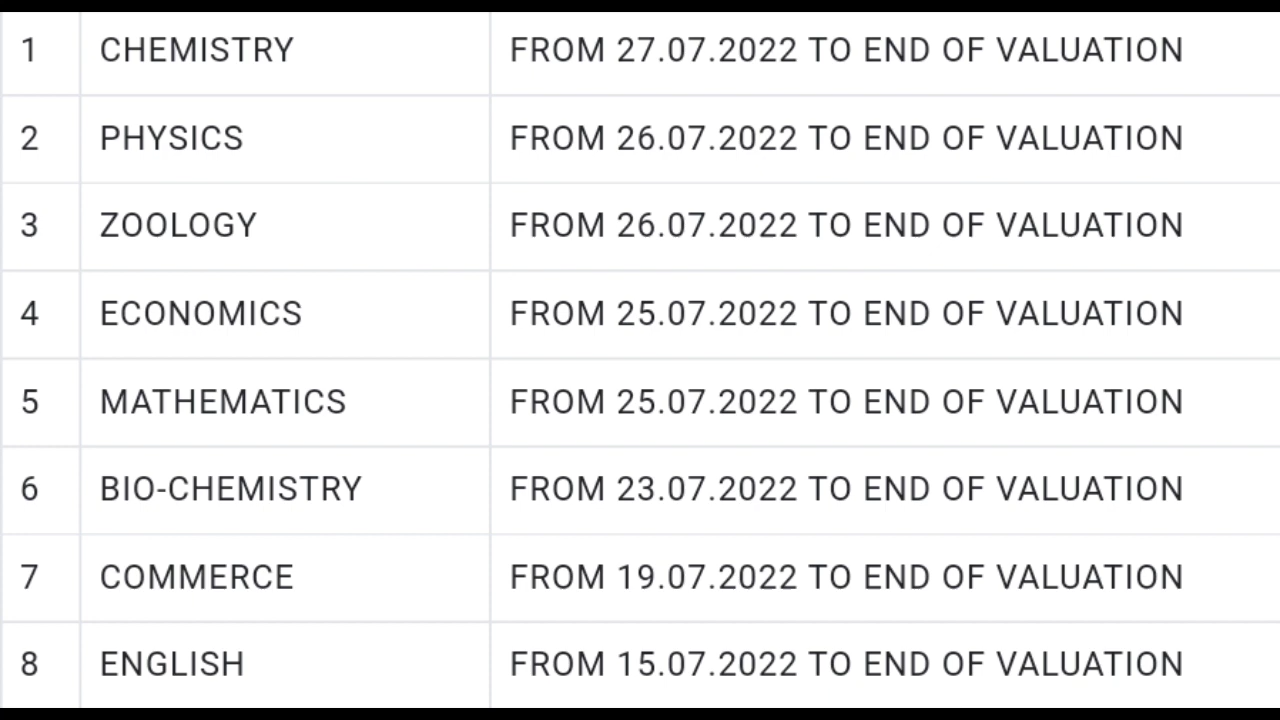 1 CHEMISTRY FROM 27.07.2022 TO END OF VALUATION
2 PHYSICS FROM 26.07.2022 TO END OF VALUATION
3 ZOOLOGY FROM 26.07.2022 TO END OF VALUATION
4 ECONOMICS FROM 25.07.2022 TO END OF VALUATION
5 MATHEMATICS FROM 25.07.2022 TO END OF VALUATION
6 BIO-CHEMISTRY FROM 23.07.2022 TO END OF VALUATION
7 COMMERCE FROM 19.07.2022 TO END OF VALUATION
8 ENGLISH FROM 15.07.2022 TO END OF VALUATION